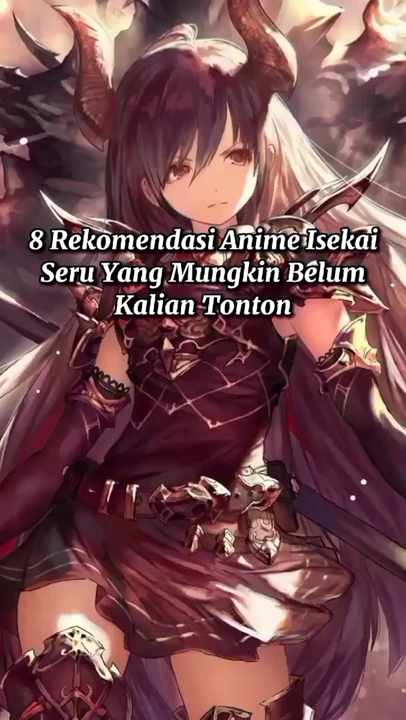 8 Rekomendasi Anime Isekai
Seru Yang Mungkin Belum
Kalian Tonton